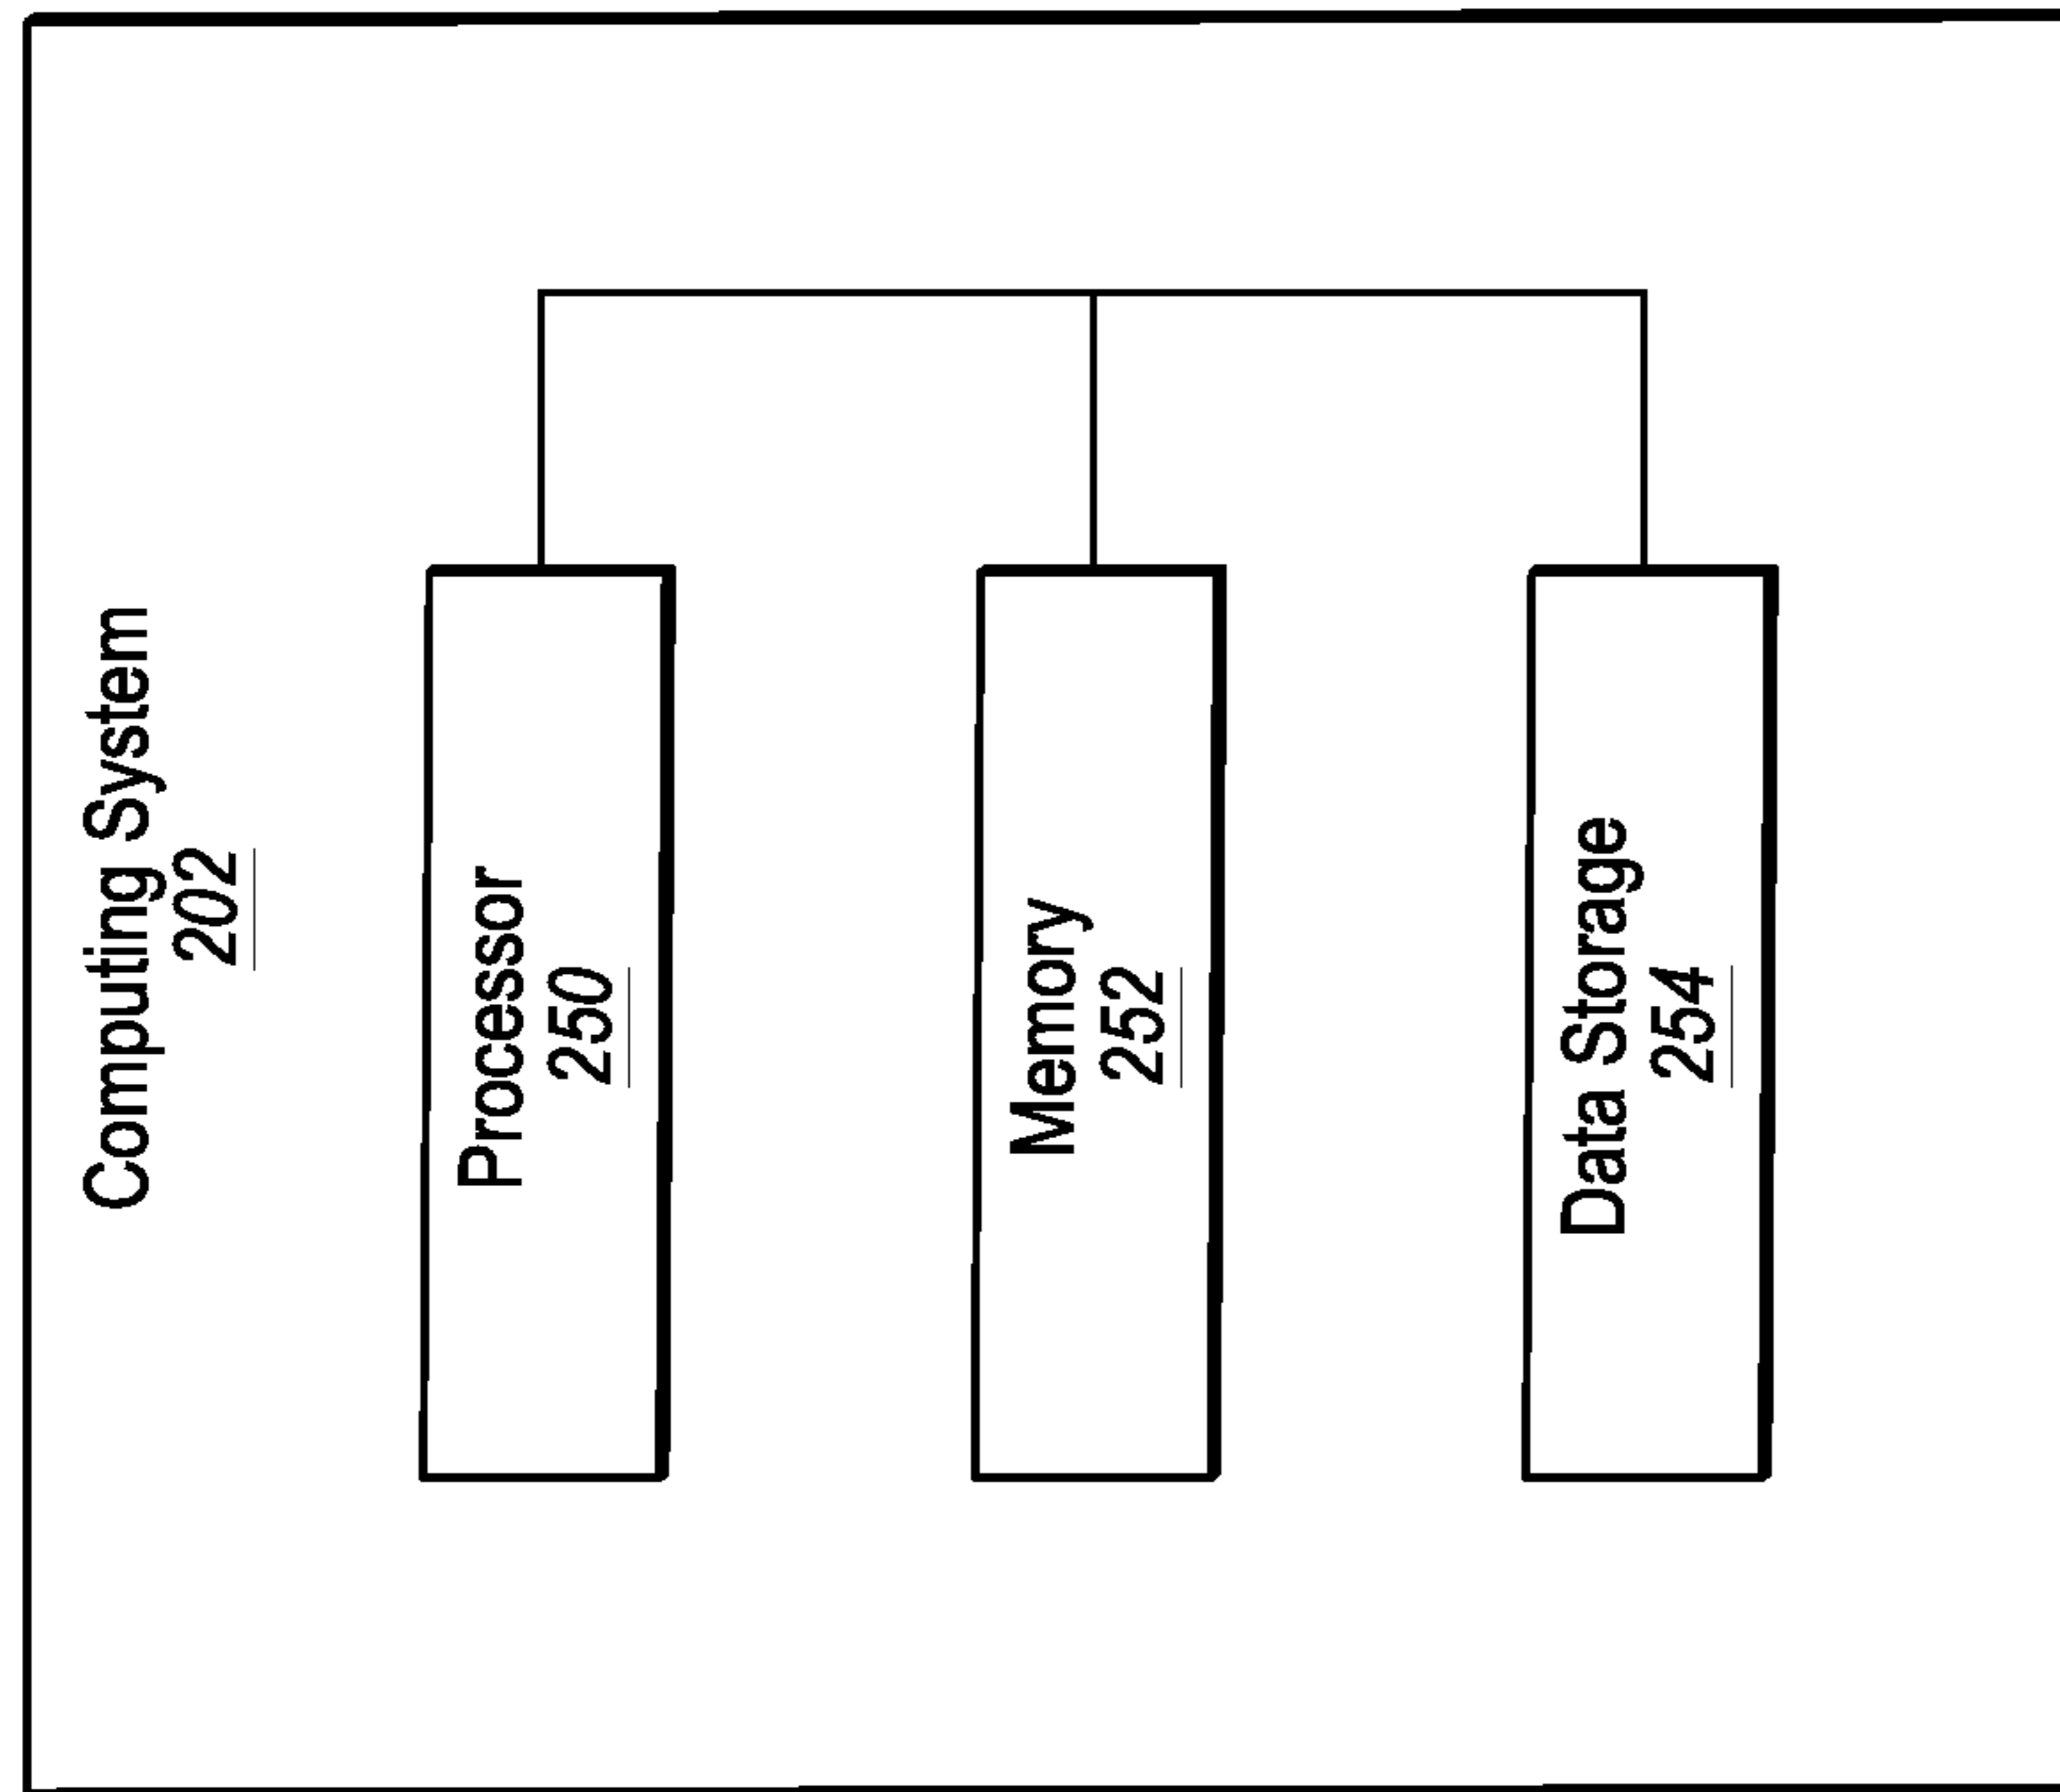 Computing System
202
Processor
250
Memory
252
Data Storage
254